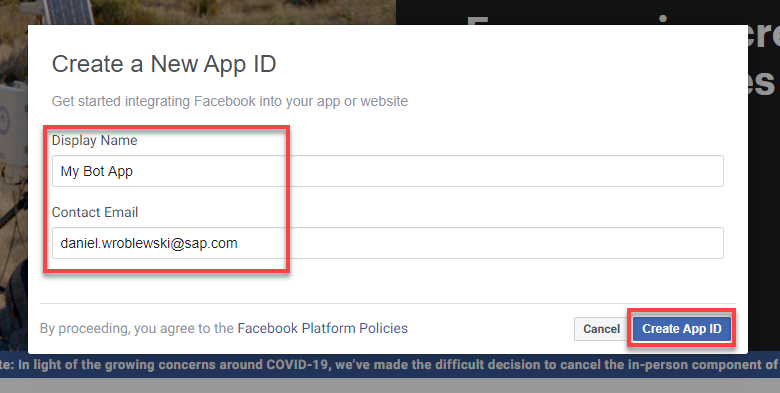 Create a New App ID
Get started integrating Facebook into your app or website
Display Name
My Bot App
Contact Email
daniel.wroblewski@sap.com
By proceeding, you agree to the Facebook Platform Policies
Cancel
Create App ID
te: In light of the growing concerns around COVID-19, we've made the difficult decision to cancel the in-person component of